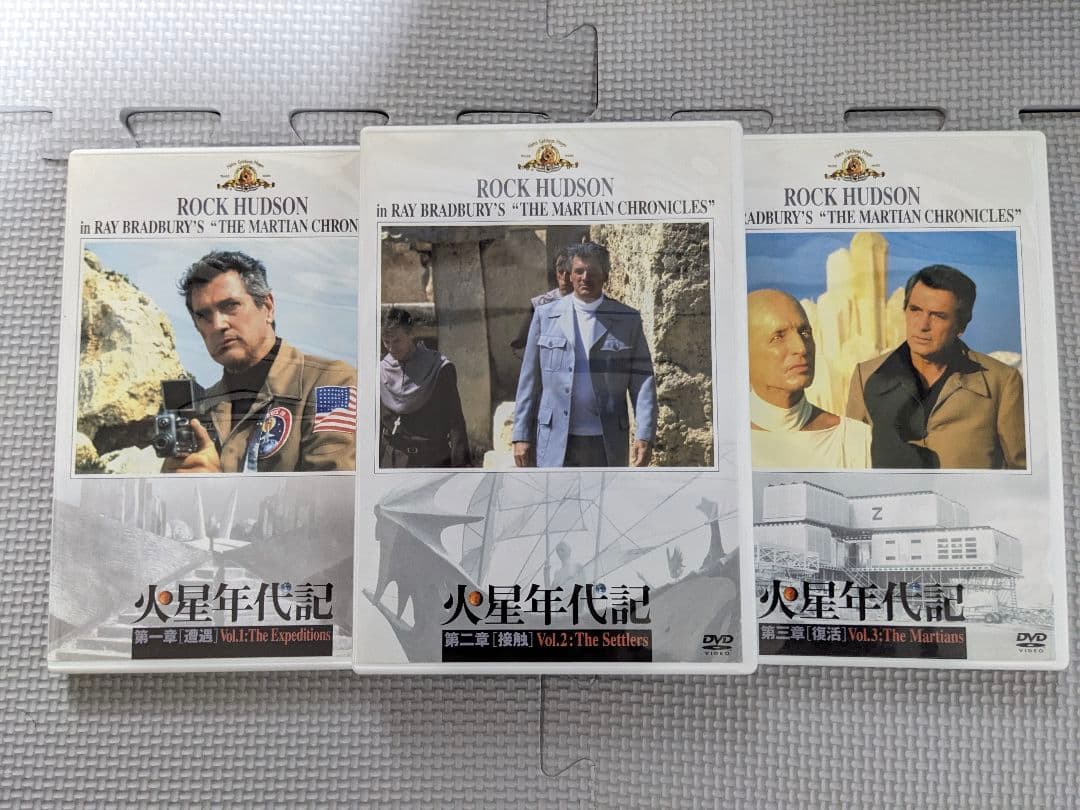 ROCK HUDSON
in RAY BRADBURY'S "THE MARTIAN CHRON
火星年代記
第一章[遭遇] Vol.1:The Expeditions
ROCK HUDSON
in RAY BRADBURY'S "THE MARTIAN CHRONICLES"
火星年代記
第二章[接触] Vol.2:The Settlers
DVD
VIDEO
ROCK HUDSON
ADBURY'S "THE MARTIAN CHRONICLES"
Z
火星年代記
第三章[復活] Vol.3:The Martians
DVD
VIDEO